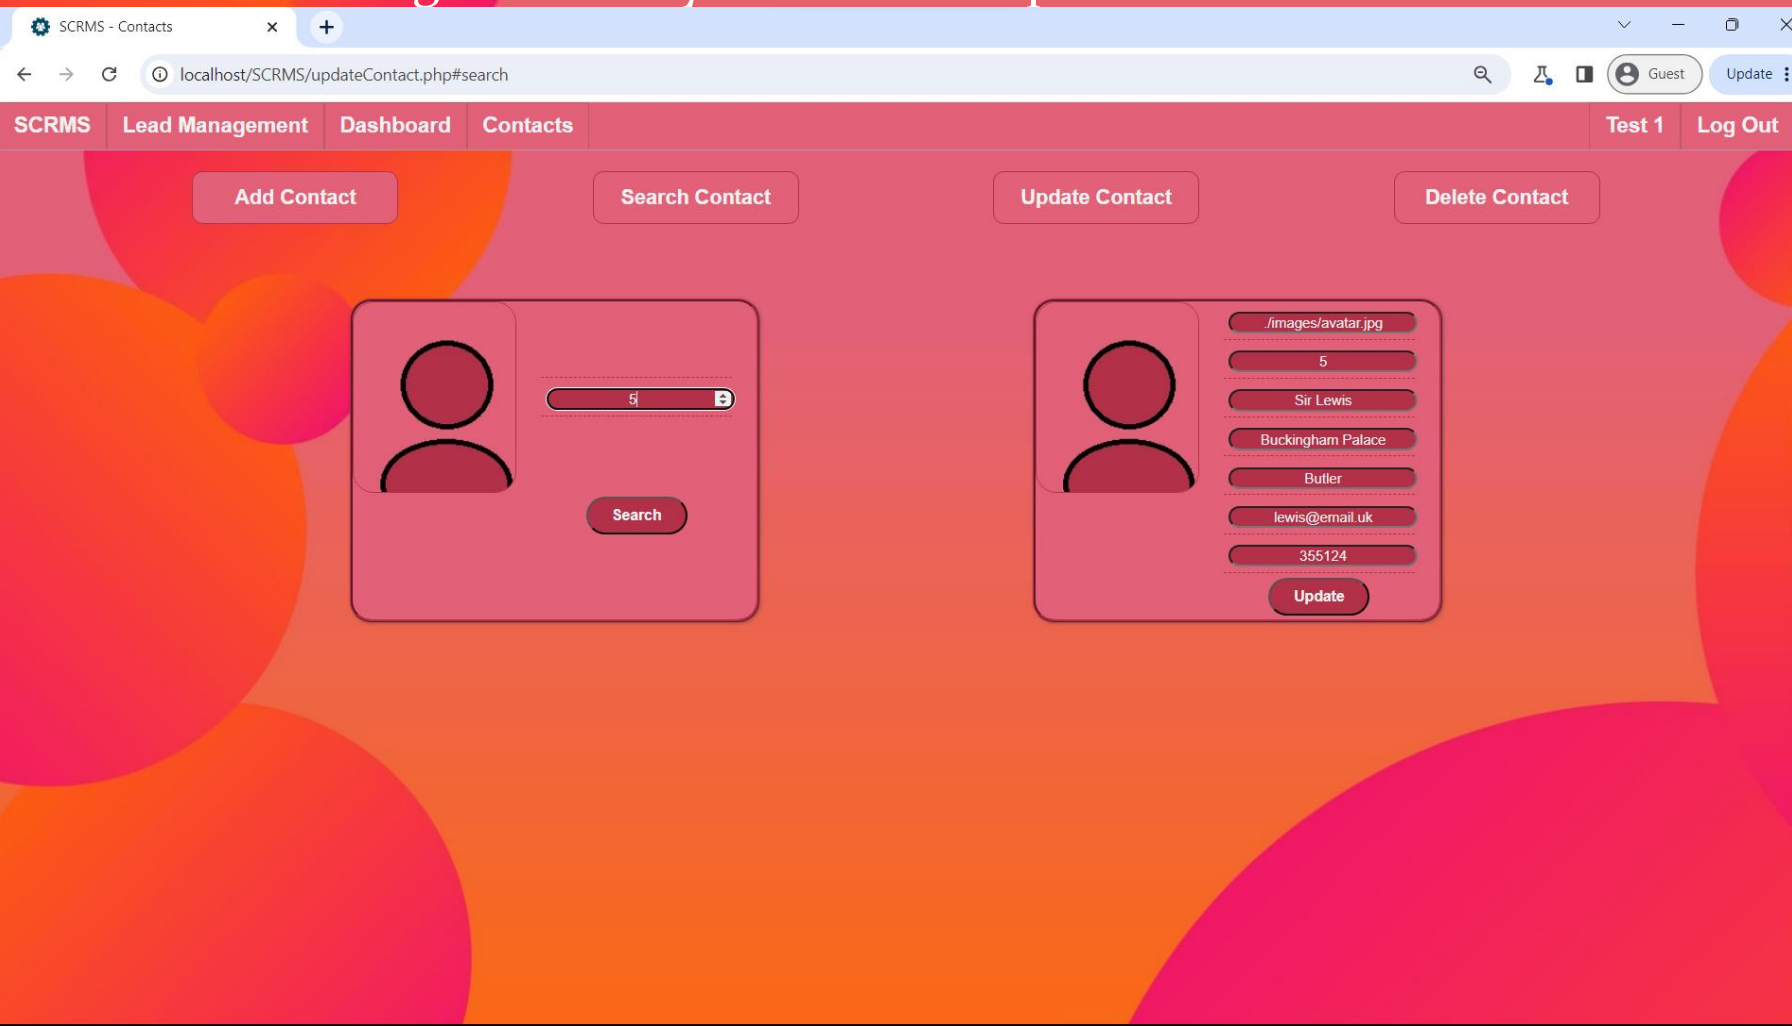 SCRMS - Contacts
localhost/SCRMS/updateContact.php#search
Guest
Update
SCRMS Lead Management Dashboard Contacts Test 1 Log Out
Add Contact Search Contact Update Contact Delete Contact
./images/avatar.jpg
5
Sir Lewis
5
Buckingham Palace
Butler
Search
lewis@email.uk
355124
Update